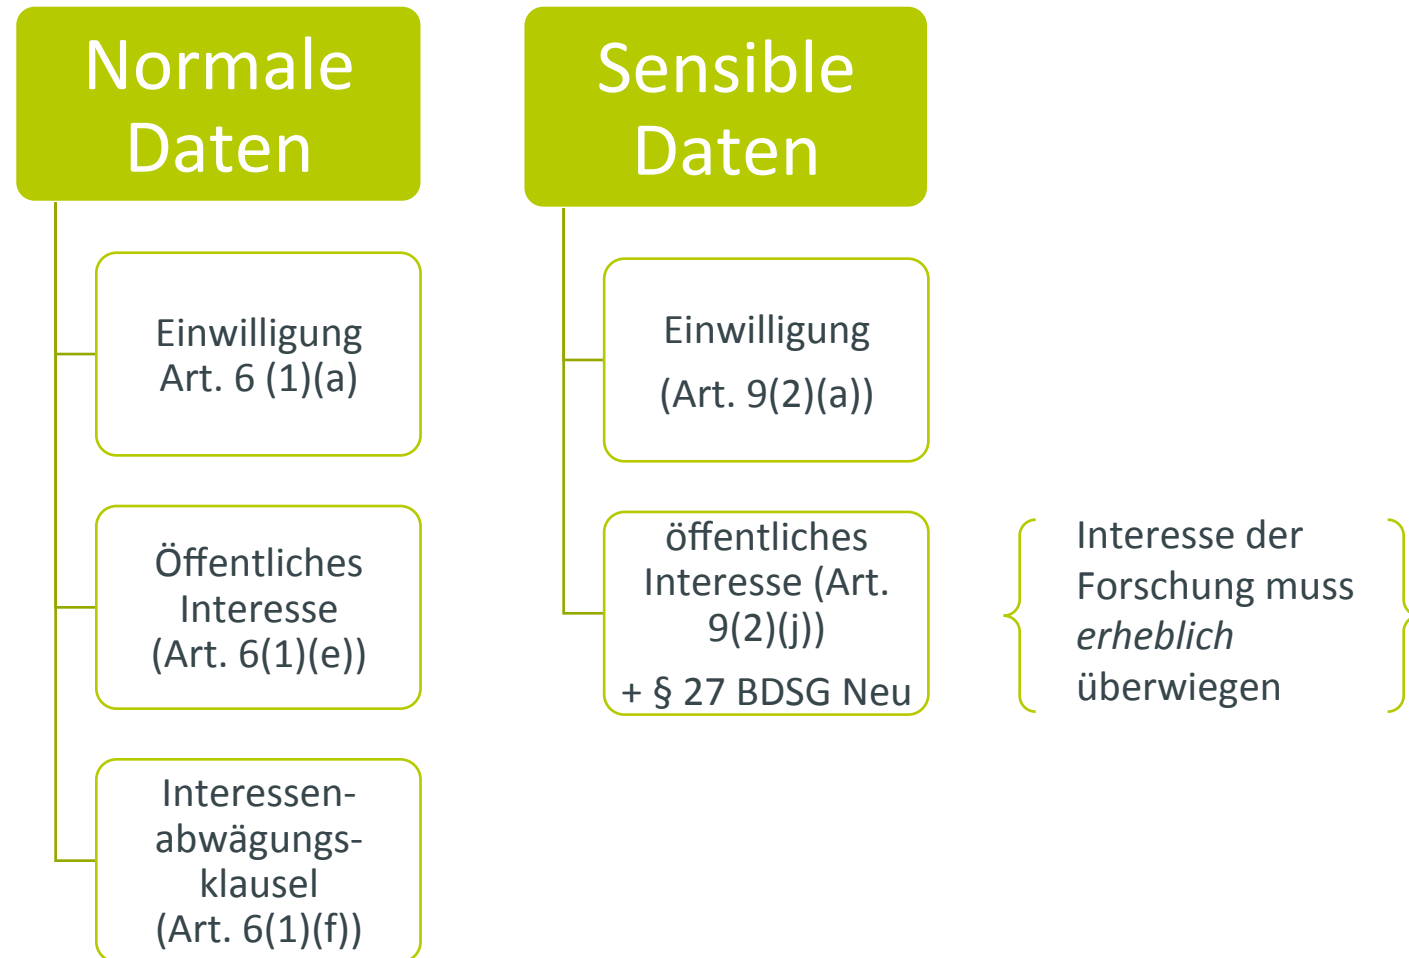 Normale
Daten
Einwilligung
Art. 6 (1)(a)
Öffentliches
Interesse
(Art. 6(1)(e))
Interessen-
abwägungs-
klausel
(Art. 6(1)(f))
Sensible
Daten
Einwilligung
(Art. 9(2)(a))
öffentliches
Interesse (Art.
9(2)(j))
+ § 27 BDSG Neu
Interesse der
Forschung muss
erheblich
überwiegen